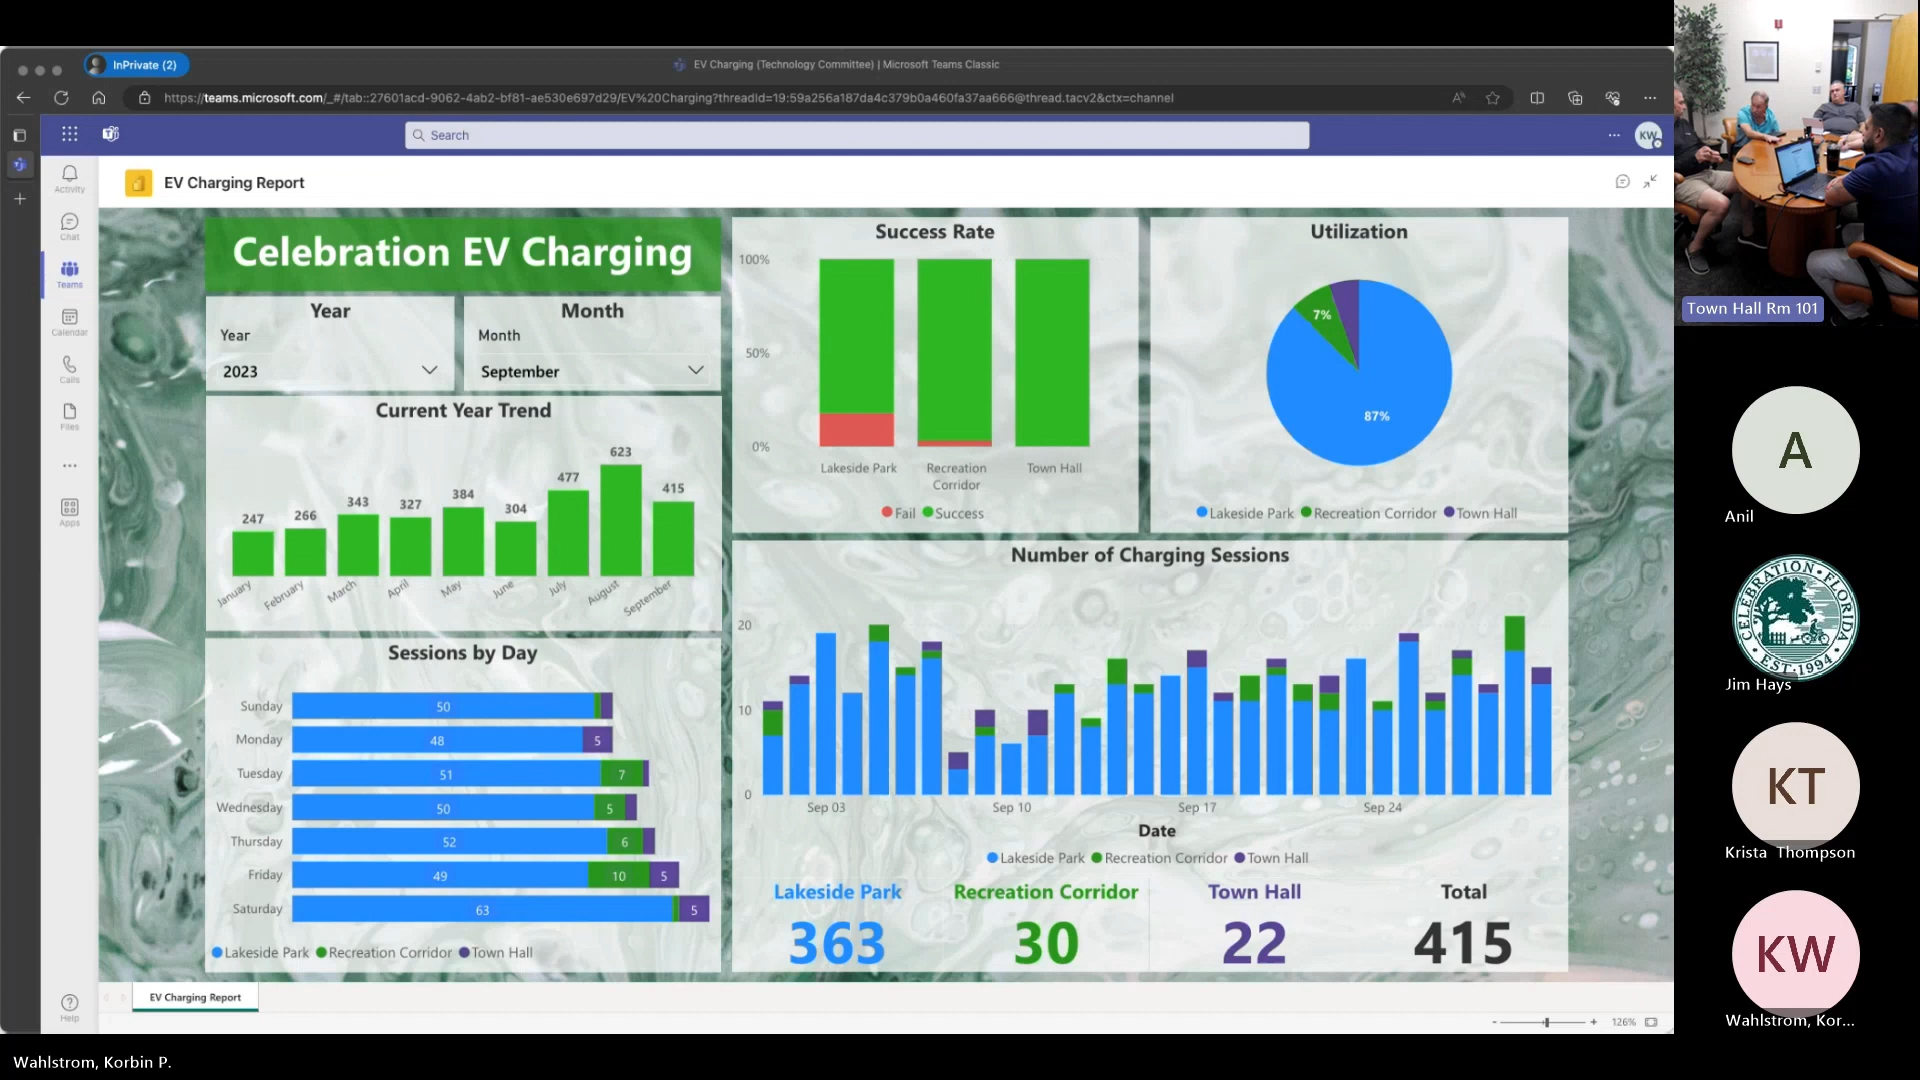 InPrivate (2)
EV Charging (Technology Committee) | Microsoft Teams Classic
https://teams.microsoft.com/_#/tab::27601acd-9062-4ab2-bf81-ae530e697d29/EV%20Charging?threadId=19:59a256a187da4c379b0a460fa37aa666@thread.tacv2&ctx=channel
Search
KW
Activity
Chat
Teams
Calendar
Calls
Files
Apps
Help
EV Charging Report
Celebration EV Charging
Year
Year
2023
Month
Month
September
Current Year Trend
247 266 343 327 384 304 477 623 415
January February March April May June July August September
Sessions by Day
Sunday 50
Monday 48 5
Tuesday 51 7
Wednesday 50 5
Thursday 52 6
Friday 49 10 5
Saturday 63 5
Lakeside Park Recreation Corridor Town Hall
Success Rate
100%
50%
0%
Lakeside Park Recreation Corridor Town Hall
Fail Success
Utilization
7%
87%
Lakeside Park Recreation Corridor Town Hall
Number of Charging Sessions
20
10
0
Sep 03 Sep 10 Sep 17 Sep 24
Date
Lakeside Park Recreation Corridor Town Hall
Lakeside Park Recreation Corridor Town Hall Total
363 30 22 415
EV Charging Report
126%
Wahlstrom, Korbin P.
Town Hall Rm 101
A
Anil
CELEBRATION, FLORIDA
EST. 1994
Jim Hays
KT
Krista Thompson
KW
Wahlstrom, Kor...